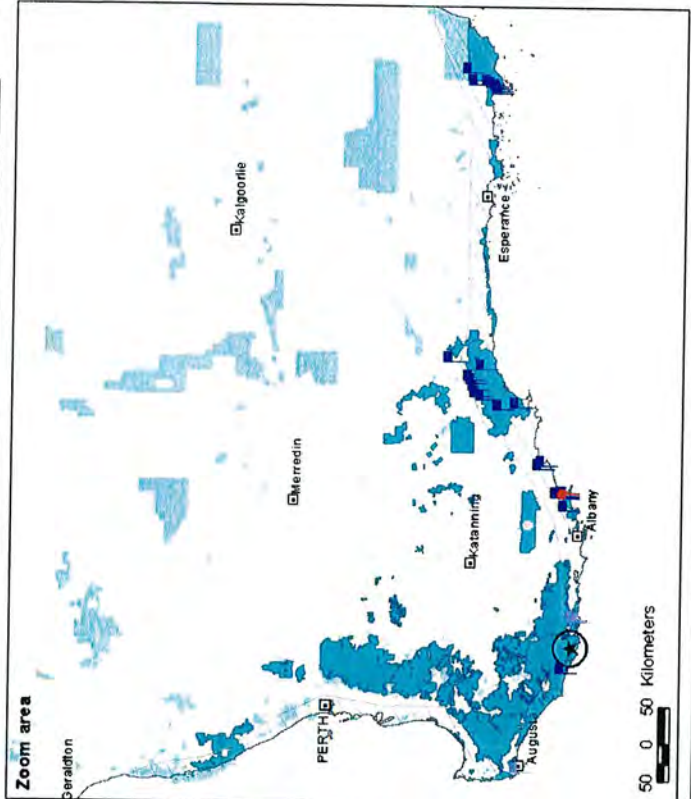 Zoom area
Geraldton
Kalgoorlie
Merredin
PERTH
Katanning
Esperance
Albany
Augusta
50 0 50 Kilometers